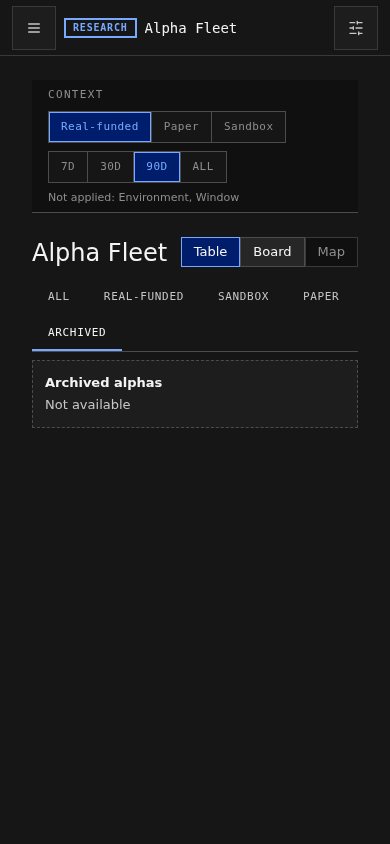 RESEARCH Alpha Fleet
CONTEXT
Real-funded Paper Sandbox
7D 30D 90D ALL
Not applied: Environment, Window
Alpha Fleet Table Board Map
ALL REAL-FUNDED SANDBOX PAPER
ARCHIVED
Archived alphas
Not available